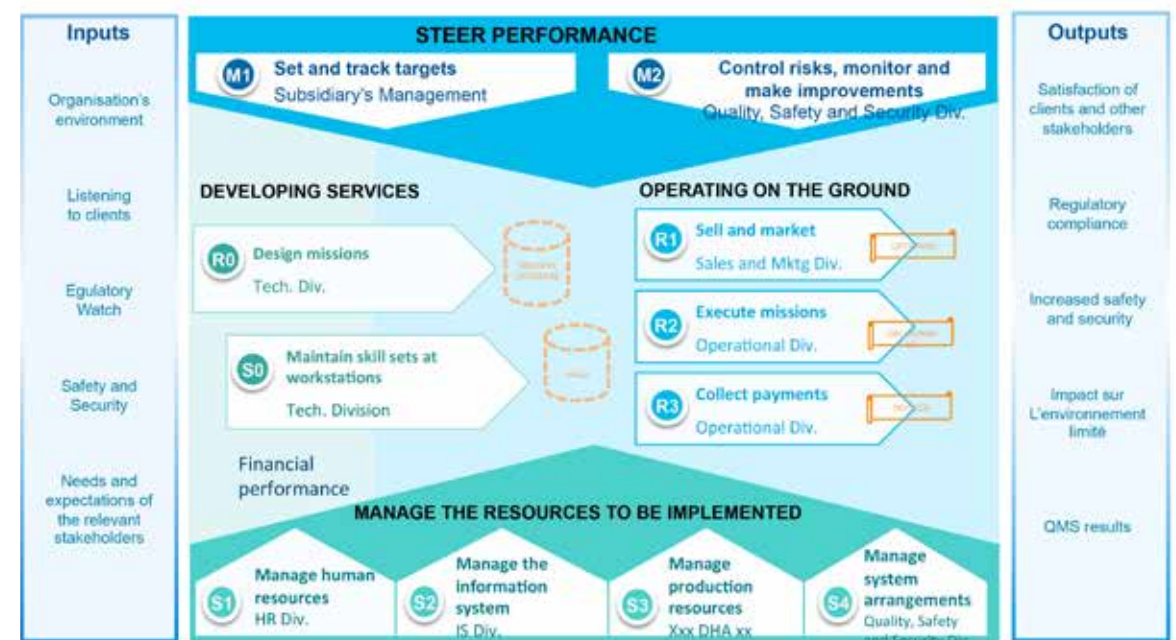 Inputs
Organisation's
environment
Listening
to clients
Egulatory
Watch
Safety and
Security
Needs and
expectations of
the relevant
stakeholders
STEER PERFORMANCE
M1
Set and track targets
Subsidiary's Management
M2
Control risks, monitor and
make improvements
Quality, Safety and Security Div.
DEVELOPING SERVICES
R0
Design missions
Tech. Div.
S0
Maintain skill sets at
workstations
Tech. Division
Financial
performance
OPERATING ON THE GROUND
R1
Sell and market
Sales and Mktg Div.
R2
Execute missions
Operational Div.
R3
Collect payments
Operational Div.
MANAGE THE RESOURCES TO BE IMPLEMENTED
S1
Manage human
resources
HR Div.
S2
Manage the
information
system
IS Div.
S3
Manage
production
resources
Xxx DHA xx
S4
Manage
system
arrangements
Quality, Safety
and Security Div.
Outputs
Satisfaction of
clients and other
stakeholders
Regulatory
compliance
Increased safety
and security
Impact sur
L'environnement
limité
QMS results